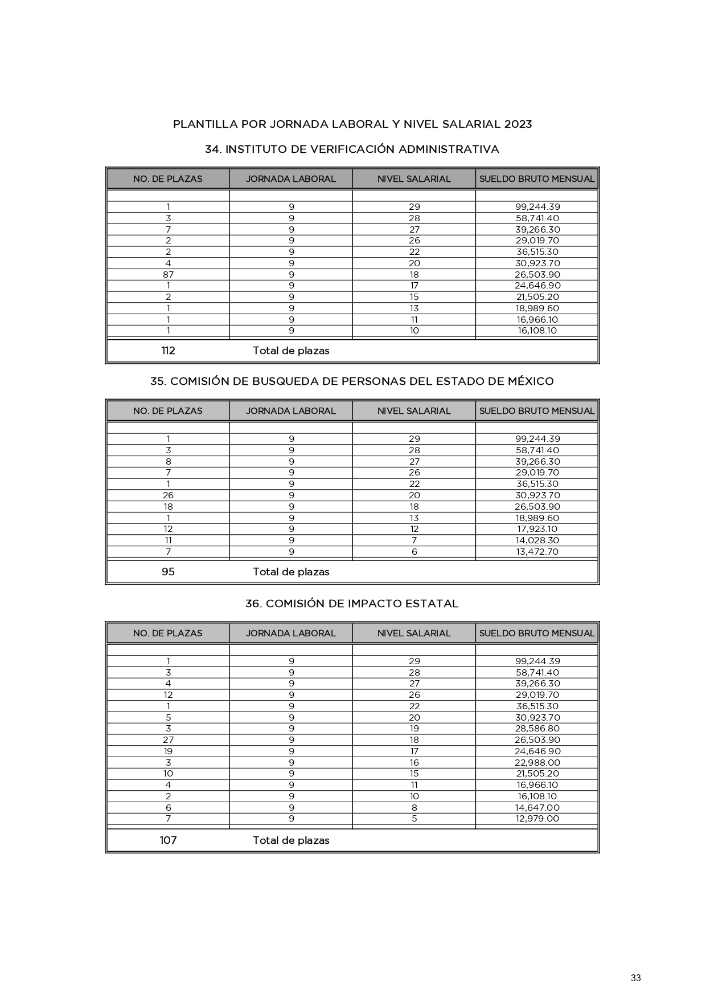 PLANTILLA POR JORNADA LABORAL Y NIVEL SALARIAL 2023
34. INSTITUTO DE VERIFICACIÓN ADMINISTRATIVA
NO. DE PLAZAS JORNADA LABORAL NIVEL SALARIAL SUELDO BRUTO MENSUAL
1 9 29 99,244.39
3 9 28 58,741.40
7 9 27 39,266.30
2 9 26 29,019.70
2 9 22 36,515.30
4 9 20 30,923.70
87 9 18 26,503.90
1 9 17 24,646.90
2 9 15 21,505.20
1 9 13 18,989.60
1 9 11 16,966.10
1 9 10 16,108.10
112 Total de plazas
35. COMISIÓN DE BUSQUEDA DE PERSONAS DEL ESTADO DE MÉXICO
NO. DE PLAZAS JORNADA LABORAL NIVEL SALARIAL SUELDO BRUTO MENSUAL
1 9 29 99,244.39
3 9 28 58,741.40
8 9 27 39,266.30
7 9 26 29,019.70
1 9 22 36,515.30
26 9 20 30,923.70
18 9 18 26,503.90
1 9 13 18,989.60
12 9 12 17,923.10
11 9 7 14,028.30
7 9 6 13,472.70
95 Total de plazas
36. COMISIÓN DE IMPACTO ESTATAL
NO. DE PLAZAS JORNADA LABORAL NIVEL SALARIAL SUELDO BRUTO MENSUAL
1 9 29 99,244.39
3 9 28 58,741.40
4 9 27 39,266.30
12 9 26 29,019.70
1 9 22 36,515.30
5 9 20 30,923.70
3 9 19 28,586.80
27 9 18 26,503.90
19 9 17 24,646.90
3 9 16 22,988.00
10 9 15 21,505.20
4 9 11 16,966.10
2 9 10 16,108.10
6 9 8 14,647.00
7 9 5 12,979.00
107 Total de plazas
33